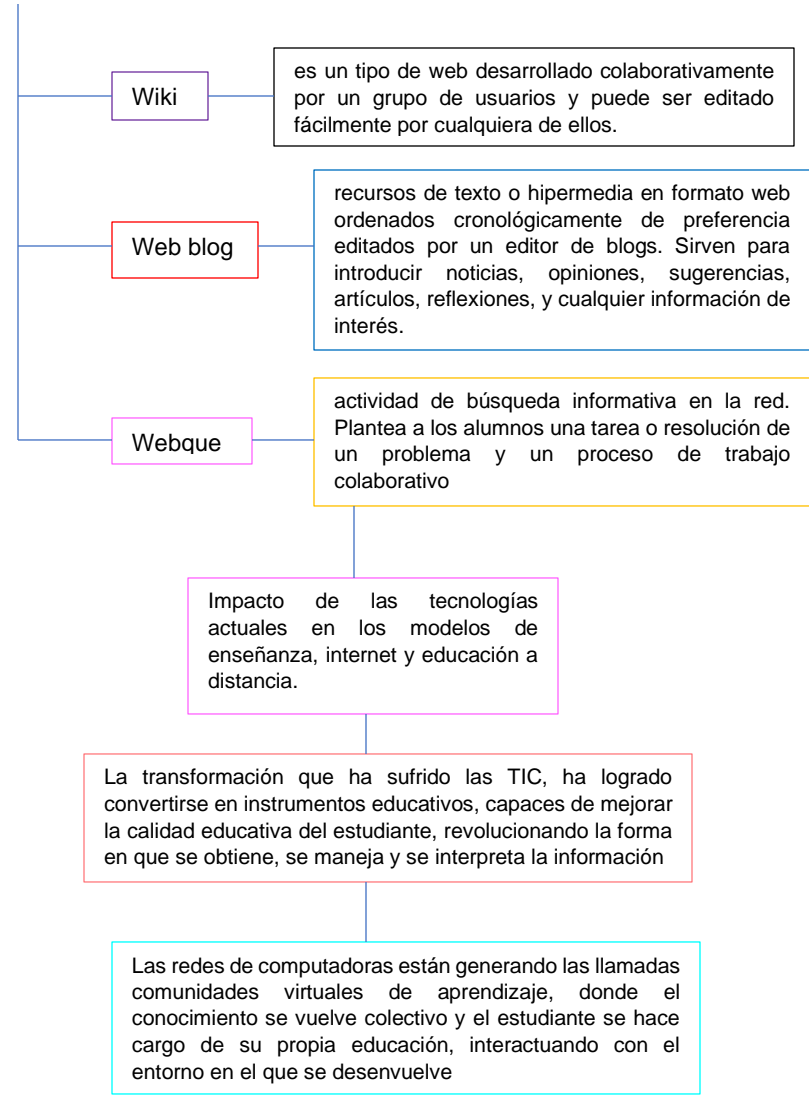 Wiki
es un tipo de web desarrollado colaborativamente
por un grupo de usuarios y puede ser editado
fácilmente por cualquiera de ellos.
Web blog
recursos de texto o hipermedia en formato web
ordenados cronológicamente de preferencia
editados por un editor de blogs. Sirven para
introducir noticias, opiniones, sugerencias,
artículos, reflexiones, y cualquier información de
interés.
Webque
actividad de búsqueda informativa en la red.
Plantea a los alumnos una tarea o resolución de
un problema y un proceso de trabajo
colaborativo
Impacto de las tecnologías
actuales en los modelos de
enseñanza, internet y educación a
distancia.
La transformación que ha sufrido las TIC, ha logrado
convertirse en instrumentos educativos, capaces de mejorar
la calidad educativa del estudiante, revolucionando la forma
en que se obtiene, se maneja y se interpreta la información
Las redes de computadoras están generando las llamadas
comunidades virtuales de aprendizaje, donde el
conocimiento se vuelve colectivo y el estudiante se hace
cargo de su propia educación, interactuando con el
entorno en el que se desenvuelve